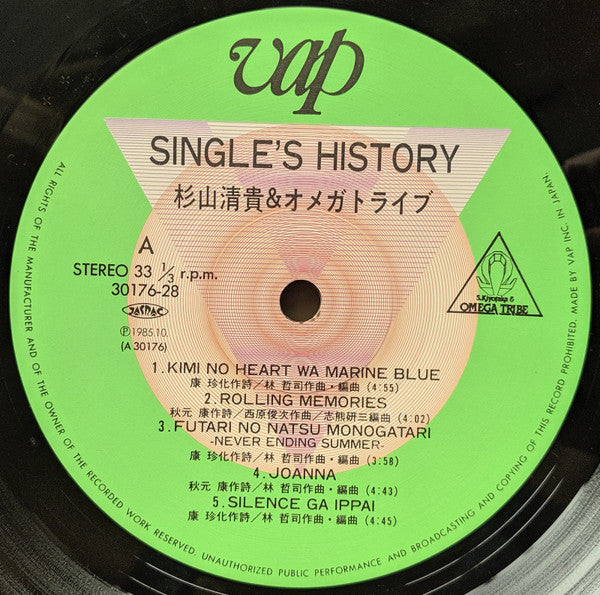 vap
SINGLE'S HISTORY
杉山清貴&オメガトライブ
A
STEREO 33 1/3 r.p.m.
30176-28
JASRAC
Ⓟ1985.10.
(A 30176)
S.Kiyotaka &
OMEGA TRIBE
1.KIMI NO HEART WA MARINE BLUE
康 珍化作詩/林 哲司作曲・編曲 (4:55)
2.ROLLING MEMORIES
秋元 康作詩/西原俊次作曲/志熊研三編曲 (4:02)
3.FUTARI NO NATSU MONOGATARI
-NEVER ENDING SUMMER-
康 珍化作詩/林 哲司作曲・編曲 (3:58)
4.JOANNA
秋元 康作詩/林 哲司作曲・編曲 (4:43)
5.SILENCE GA IPPAI
康 珍化作詩/林 哲司作曲・編曲 (4:45)
ALL RIGHTS OF THE MANUFACTURER AND OF THE OWNER OF THE RECORDED WORK RESERVED. UNAUTHORIZED PUBLIC PERFORMANCE AND BROADCASTING AND COPYING OF THIS RECORD PROHIBITED. MADE BY VAP INC. IN JAPAN.